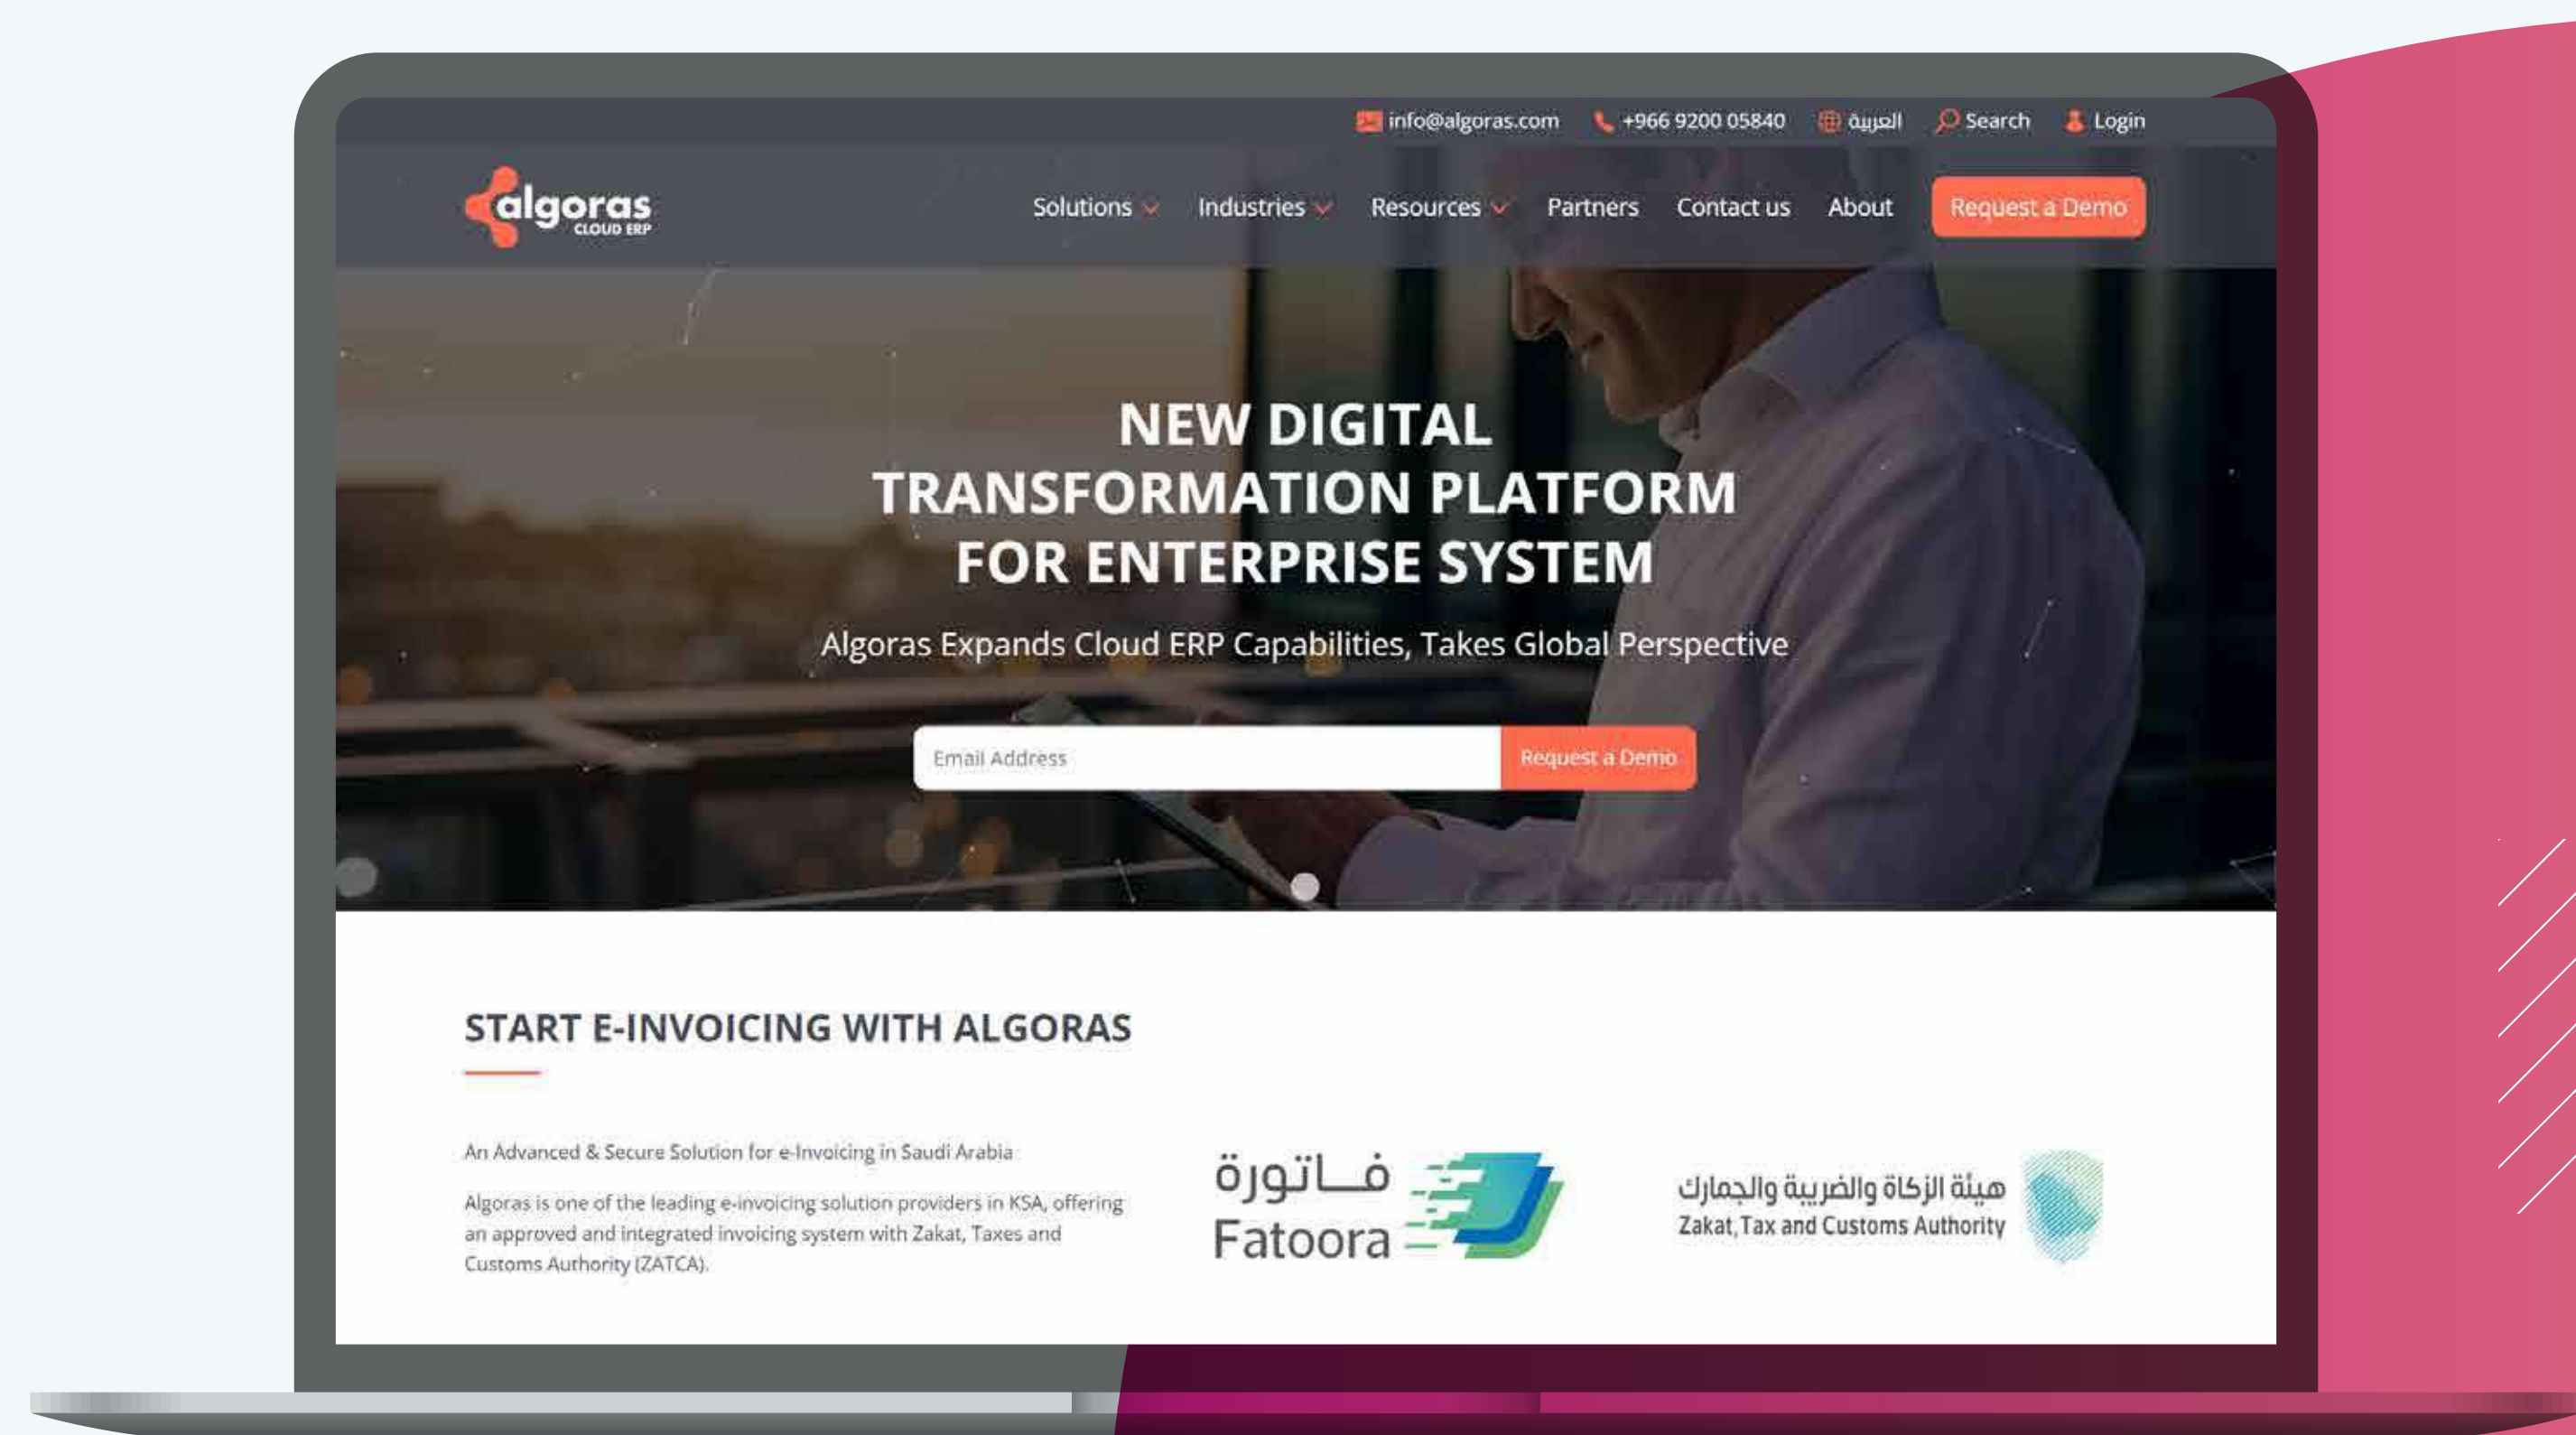 info@algoras.com +966 9200 05840 العربية Search Login
algoras
CLOUD ERP
Solutions Industries Resources Partners Contact us About Request a Demo
NEW DIGITAL
TRANSFORMATION PLATFORM
FOR ENTERPRISE SYSTEM
Algoras Expands Cloud ERP Capabilities, Takes Global Perspective
Email Address Request a Demo
START E-INVOICING WITH ALGORAS
An Advanced & Secure Solution for e-Invoicing in Saudi Arabia
Algoras is one of the leading e-invoicing solution providers in KSA, offering
an approved and integrated invoicing system with Zakat, Taxes and
Customs Authority (ZATCA).
فـاتورة
Fatoora
هيئة الزكاة والضريبة والجمارك
Zakat, Tax and Customs Authority